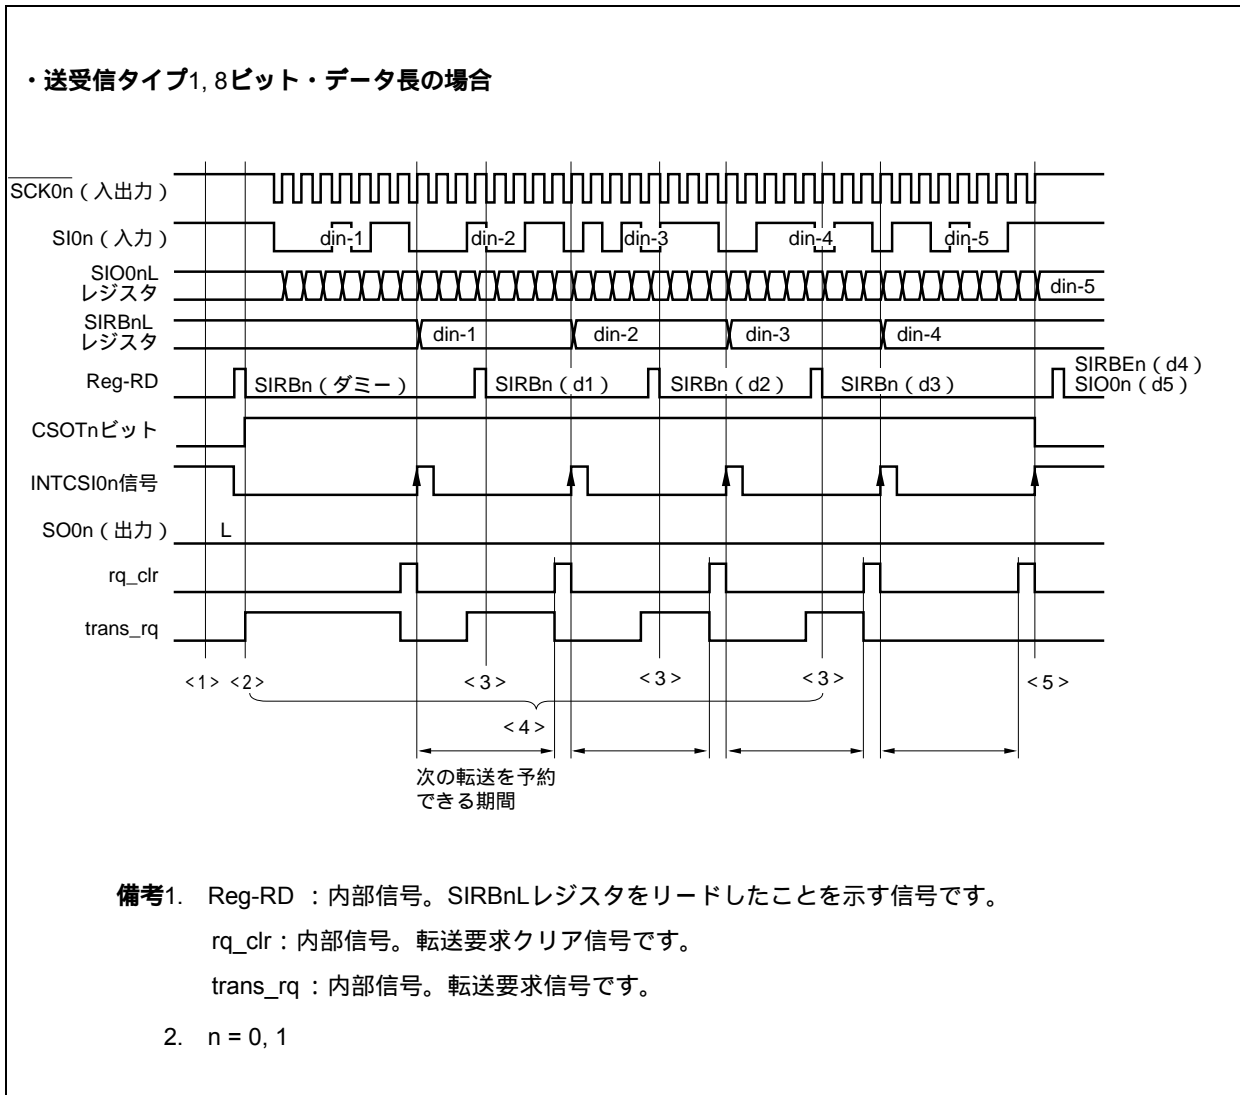 ・送受信タイプ1, 8ビット・データ長の場合
SCK0n（入出力）
SI0n（入力）
din-1
din-2
din-3
din-4
din-5
SIO0nL
レジスタ
din-5
SIRBnL
レジスタ
din-1
din-2
din-3
din-4
Reg-RD
SIRBn（ダミー）
SIRBn（d1）
SIRBn（d2）
SIRBn（d3）
SIRBEn（d4）
SIO0n（d5）
CSOTnビット
INTCSI0n信号
SO0n（出力）
L
rq_clr
trans_rq
<1>
<2>
<3>
<3>
<3>
<5>
<4>
次の転送を予約
できる期間
備考1. Reg-RD ：内部信号。SIRBnLレジスタをリードしたことを示す信号です。
rq_clr：内部信号。転送要求クリア信号です。
trans_rq ：内部信号。転送要求信号です。
2. n = 0, 1